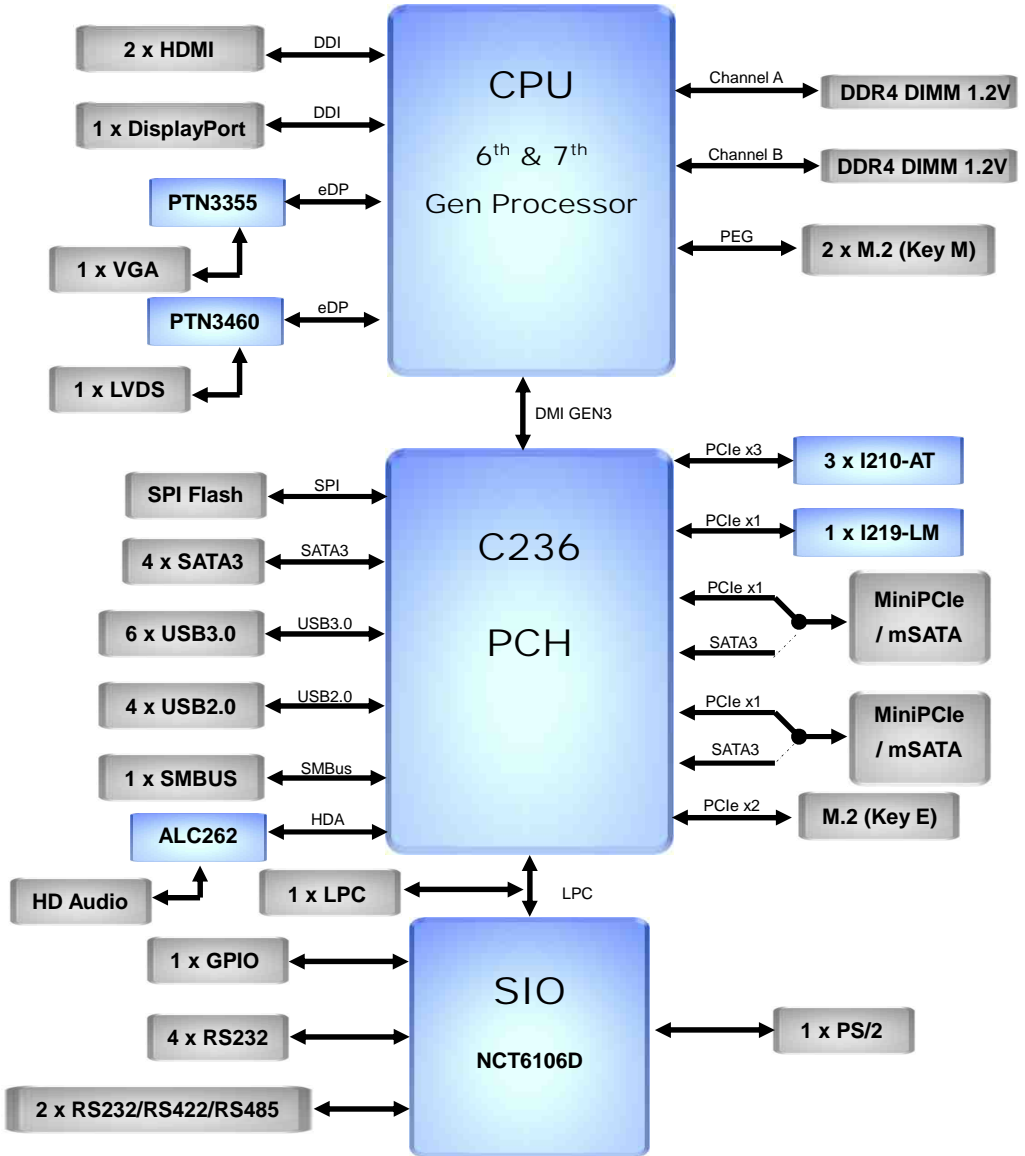 2 x HDMI
DDI
1 x DisplayPort
DDI
PTN3355
eDP
1 x VGA
PTN3460
eDP
1 x LVDS
CPU
6th & 7th
Gen Processor
Channel A
DDR4 DIMM 1.2V
Channel B
DDR4 DIMM 1.2V
PEG
2 x M.2 (Key M)
DMI GEN3
SPI Flash
SPI
4 x SATA3
SATA3
6 x USB3.0
USB3.0
4 x USB2.0
USB2.0
1 x SMBUS
SMBus
ALC262
HDA
HD Audio
C236
PCH
PCIe x3
3 x I210-AT
PCIe x1
1 x I219-LM
PCIe x1
SATA3
MiniPCIe
/ mSATA
PCIe x1
SATA3
MiniPCIe
/ mSATA
PCIe x2
M.2 (Key E)
1 x LPC
LPC
1 x GPIO
4 x RS232
2 x RS232/RS422/RS485
SIO
NCT6106D
1 x PS/2